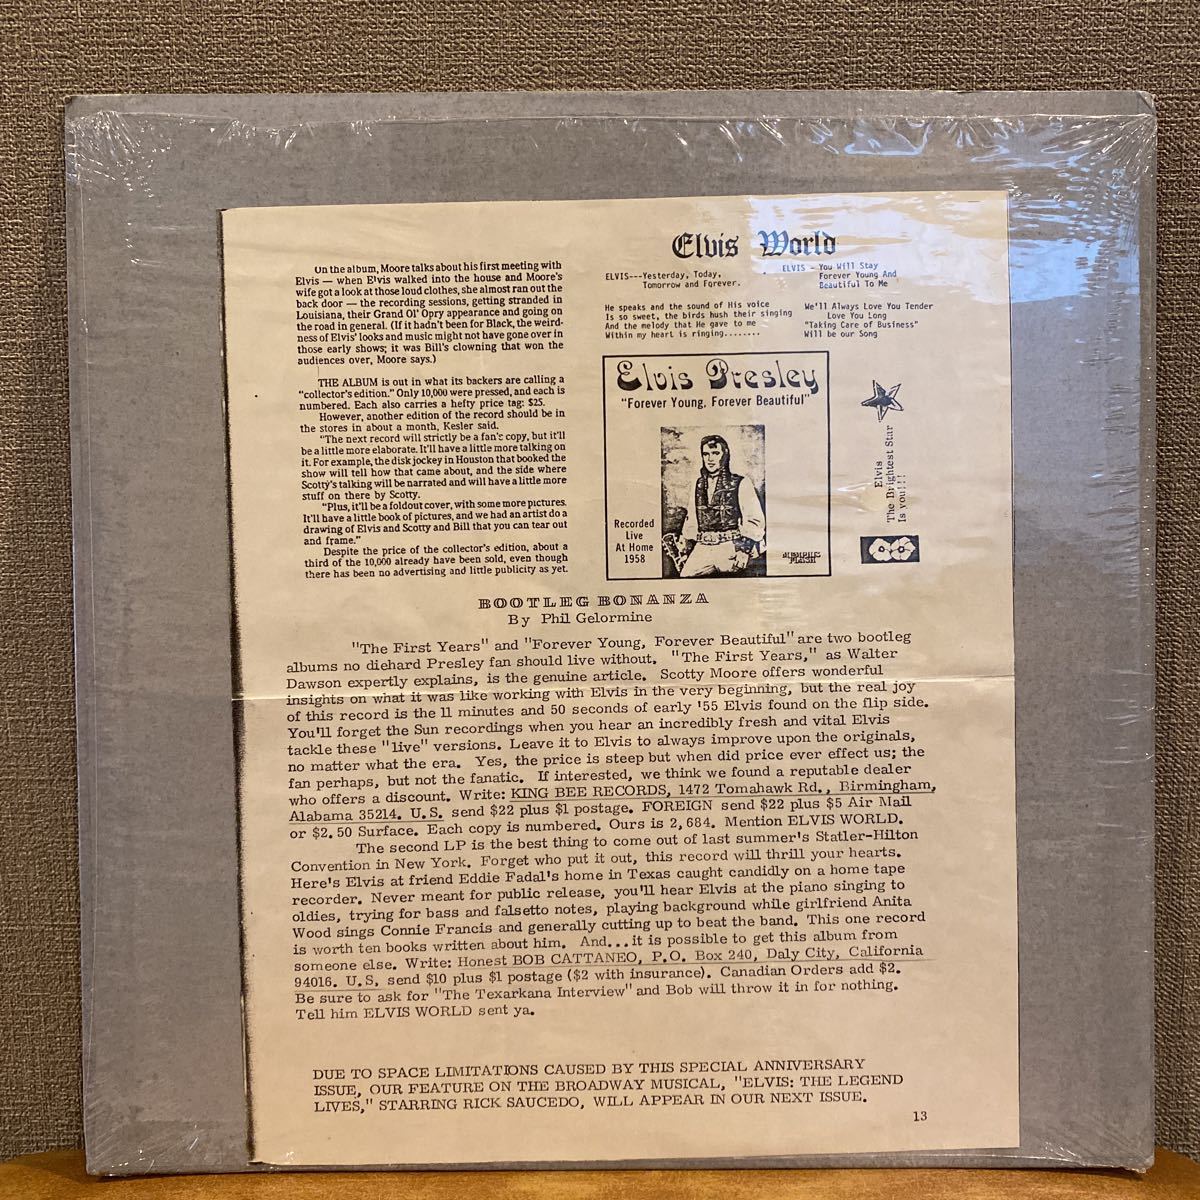 On the album, Moore talks about his first meeting with
Elvis — when Elvis walked into the house and Moore's
wife got a look at those loud clothes, she almost ran out the
back door — the recording sessions, getting stranded in
Louisiana, their Grand Ol' Opry appearance and going on
the road in general. (If it hadn't been for Black, the weird-
ness of Elvis' looks and music might not have gone over in
those early shows; it was Bill's clowning that won the
audiences over, Moore says.)
THE ALBUM is out in what its backers are calling a
"collector's edition." Only 10,000 were pressed, and each is
numbered. Each also carries a hefty price tag: $25.
However, another edition of the record should be in
the stores in about a month, Kesler said.
"The next record will strictly be a fan's copy, but it'll
be a little more elaborate. It'll have a little more talking on
it. For example, the disk jockey in Houston that booked the
show will tell how that came about, and the side where
Scotty's talking will be narrated and will have a little more
stuff on there by Scotty.
"Plus, it'll be a foldout cover, with some more pictures.
It'll have a little book of pictures, and we had an artist do a
drawing of Elvis and Scotty and Bill that you can tear out
and frame."
Despite the price of the collector's edition, about a
third of the 10,000 already have been sold, even though
there has been no advertising and little publicity as yet.
Elvis World
ELVIS---Yesterday, Today,
Tomorrow and Forever.
He speaks and the sound of His voice
Is so sweet, the birds hush their singing
And the melody that He gave to me
Within my heart is ringing........
ELVIS - You Will Stay
Forever Young And
Beautiful To Me
We'll Always Love You Tender
Love You Long
"Taking Care of Business"
Will be our Song
Elvis Presley
"Forever Young, Forever Beautiful"
Recorded
Live
At Home
1958
Elvis
The Brightest Star
Is you!!!
BOOTLEG BONANZA
By Phil Gelormine
"The First Years" and "Forever Young, Forever Beautiful" are two bootleg
albums no diehard Presley fan should live without. "The First Years," as Walter
Dawson expertly explains, is the genuine article. Scotty Moore offers wonderful
insights on what it was like working with Elvis in the very beginning, but the real joy
of this record is the 11 minutes and 50 seconds of early '55 Elvis found on the flip side.
You'll forget the Sun recordings when you hear an incredibly fresh and vital Elvis
tackle these "live" versions. Leave it to Elvis to always improve upon the originals,
no matter what the era. Yes, the price is steep but when did price ever effect us; the
fan perhaps, but not the fanatic. If interested, we think we found a reputable dealer
who offers a discount. Write: KING BEE RECORDS, 1472 Tomahawk Rd., Birmingham,
Alabama 35214. U.S. send $22 plus $1 postage. FOREIGN send $22 plus $5 Air Mail
or $2.50 Surface. Each copy is numbered. Ours is 2,684. Mention ELVIS WORLD.
The second LP is the best thing to come out of last summer's Statler-Hilton
Convention in New York. Forget who put it out, this record will thrill your hearts.
Here's Elvis at friend Eddie Fadal's home in Texas caught candidly on a home tape
recorder. Never meant for public release, you'll hear Elvis at the piano singing to
oldies, trying for bass and falsetto notes, playing background while girlfriend Anita
Wood sings Connie Francis and generally cutting up to beat the band. This one record
is worth ten books written about him. And...it is possible to get this album from
someone else. Write: Honest BOB CATTANEO, P.O. Box 240, Daly City, California
94016. U.S. send $10 plus $1 postage ($2 with insurance). Canadian Orders add $2.
Be sure to ask for "The Texarkana Interview" and Bob will throw it in for nothing.
Tell him ELVIS WORLD sent ya.
DUE TO SPACE LIMITATIONS CAUSED BY THIS SPECIAL ANNIVERSARY
ISSUE, OUR FEATURE ON THE BROADWAY MUSICAL, "ELVIS: THE LEGEND
LIVES," STARRING RICK SAUCEDO, WILL APPEAR IN OUR NEXT ISSUE.
13